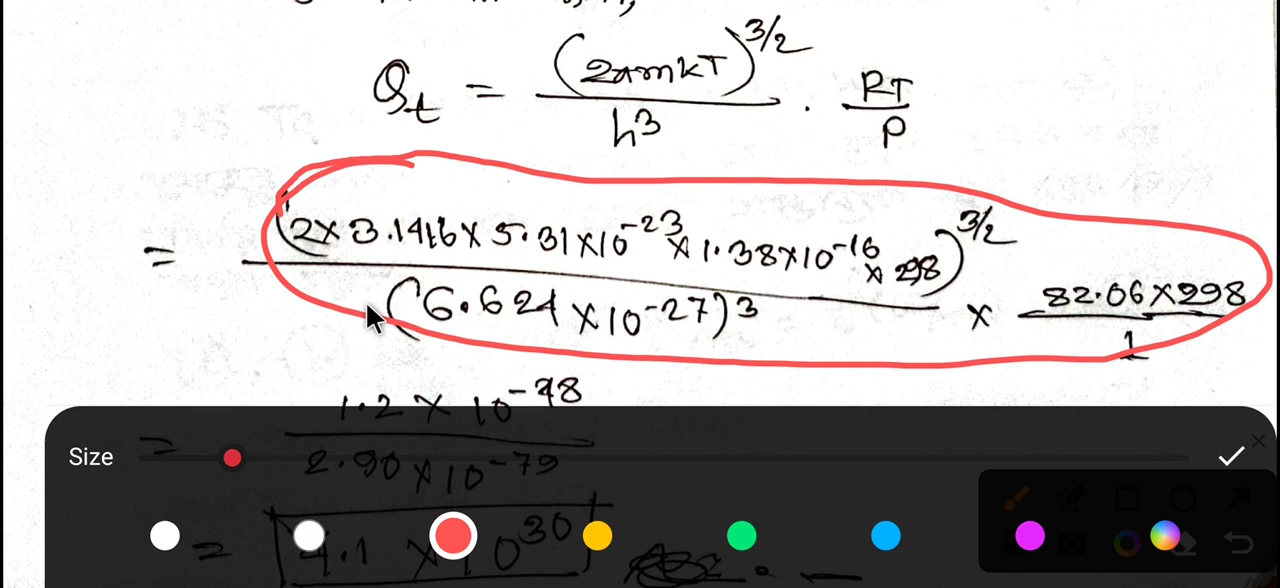 Qt = (2πmkT)^3/2 / h^3 . RT / P
= (2×3.1416×5.31×10^-23×1.38×10^-16×298)^3/2 / (6.624×10^-27)^3 × 82.06×298 / 1
= 1.2×10^-48 / 2.90×10^-79
Size
= 4.1 × 10^30